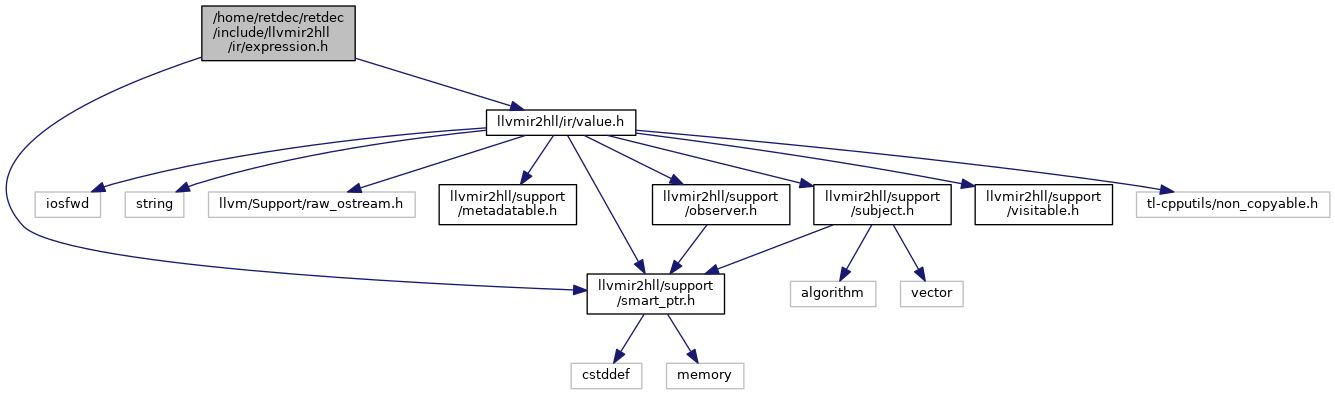 /home/retdec/retdec
/include/llvmir2hll
/ir/expression.h
llvmir2hll/ir/value.h
iosfwd
string
llvm/Support/raw_ostream.h
llvmir2hll/support
/metadatable.h
llvmir2hll/support
/observer.h
llvmir2hll/support
/subject.h
llvmir2hll/support
/visitable.h
tl-cpputils/non_copyable.h
llvmir2hll/support
/smart_ptr.h
algorithm
vector
cstddef
memory